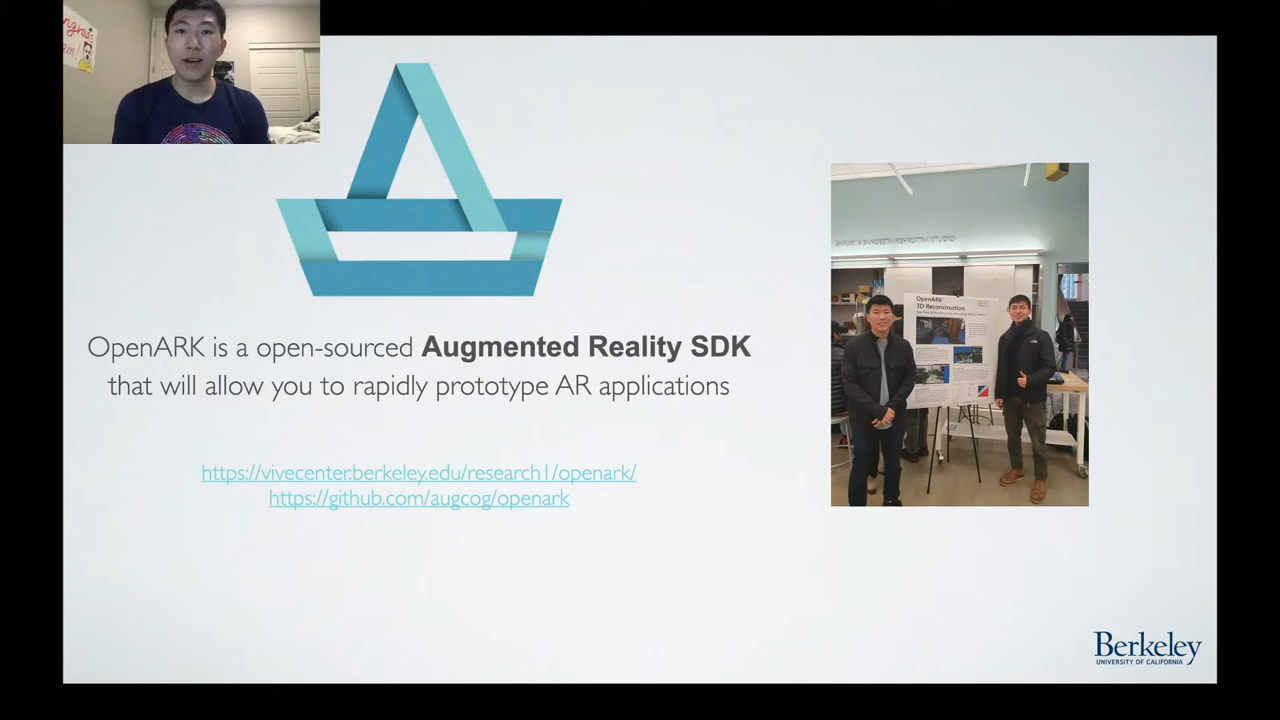 OpenARK is a open-sourced Augmented Reality SDK
that will allow you to rapidly prototype AR applications
https://vivecenter.berkeley.edu/research1/openark/
https://github.com/augcog/openark
OpenARK
3D Reconstruction
Berkeley
UNIVERSITY OF CALIFORNIA